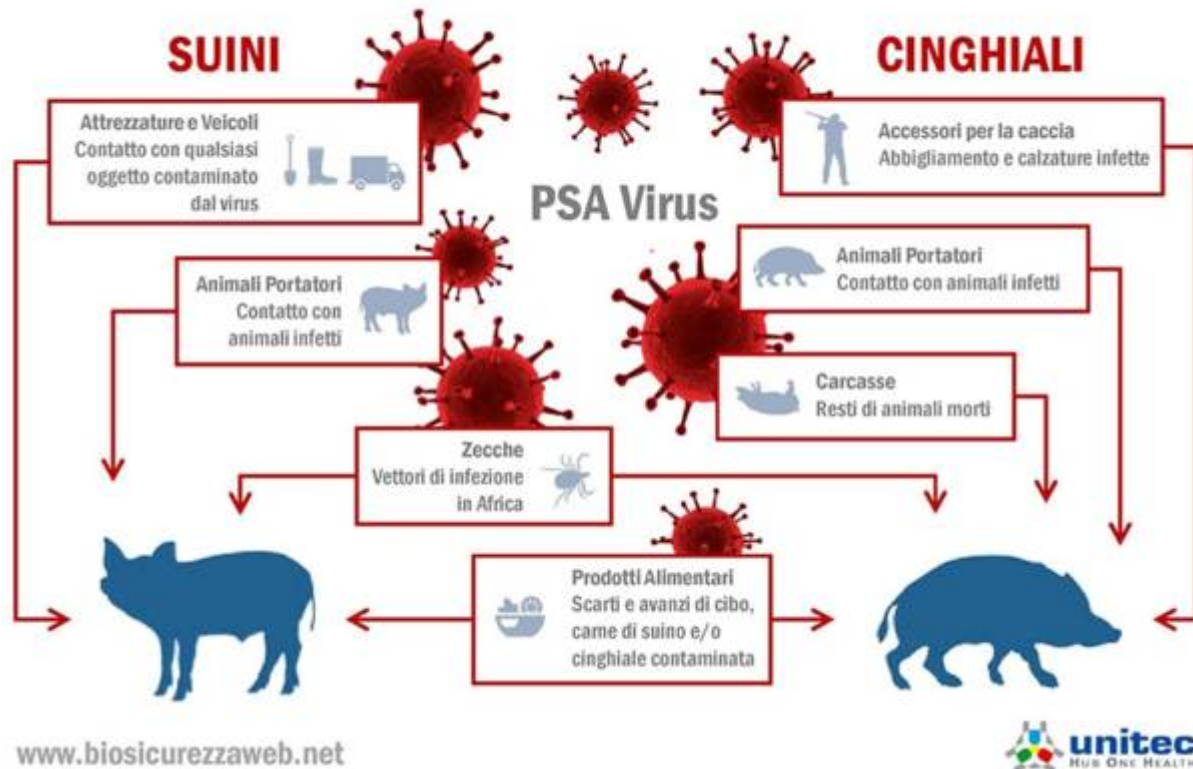 SUINI
CINGHIALI
Attrezzature e Veicoli
Contatto con qualsiasi
oggetto contaminato
dal virus
Accessori per la caccia
Abbigliamento e calzature infette
PSA Virus
Animali Portatori
Contatto con
animali infetti
Animali Portatori
Contatto con animali infetti
Carcasse
Resti di animali morti
Zecche
Vettori di infezione
in Africa
Prodotti Alimentari
Scarti e avanzi di cibo,
carne di suino e/o
cinghiale contaminata
www.biosicurezzaweb.net
unitec
HUB ONE HEALTH